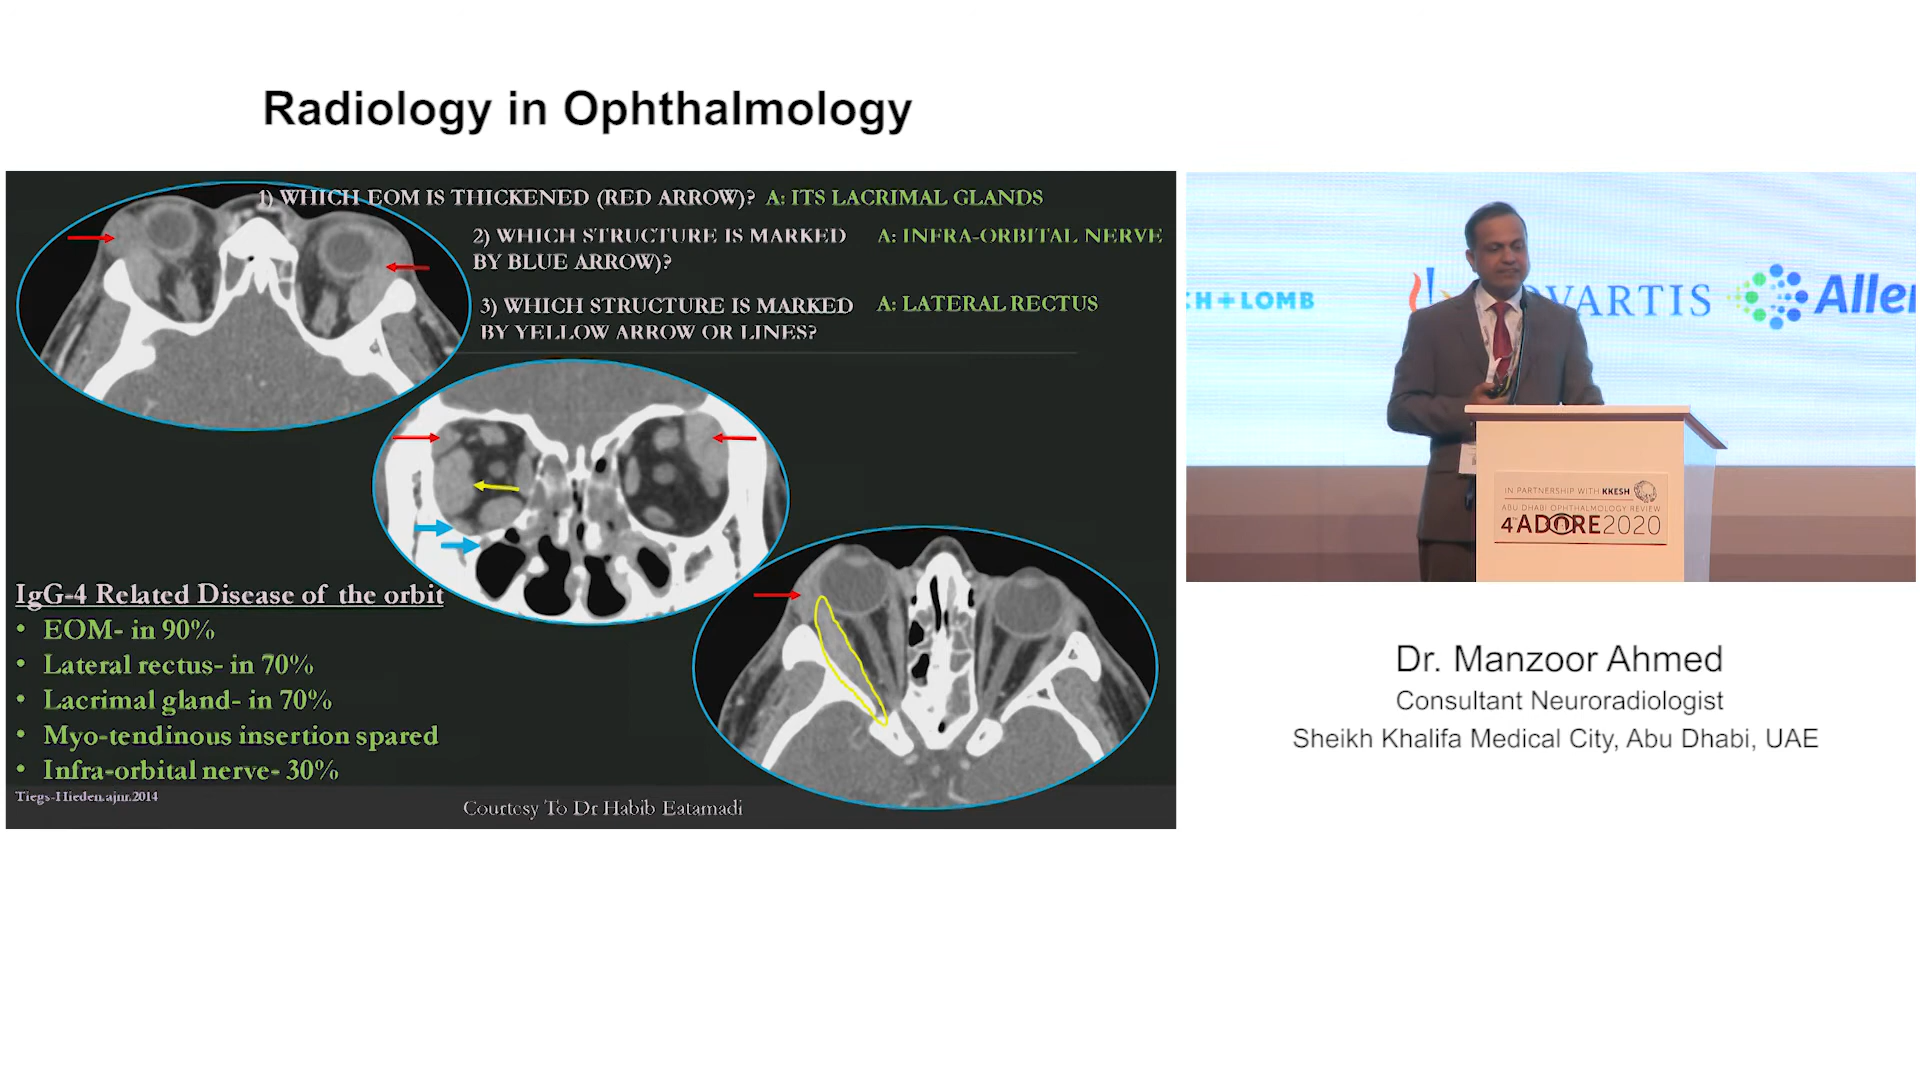 Radiology in Ophthalmology
1) WHICH EOM IS THICKENED (RED ARROW)? A: ITS LACRIMAL GLANDS
2) WHICH STRUCTURE IS MARKED A: INFRA-ORBITAL NERVE
BY BLUE ARROW)?
3) WHICH STRUCTURE IS MARKED A: LATERAL RECTUS
BY YELLOW ARROW OR LINES?
IgG-4 Related Disease of the orbit
• EOM- in 90%
• Lateral rectus- in 70%
• Lacrimal gland- in 70%
• Myo-tendinous insertion spared
• Infra-orbital nerve- 30%
Tiegs-Hieden.ajnr.2014
Courtesy To Dr Habib Eatamadi
CH+LOMB
OVARTIS
Aller
IN PARTNERSHIP WITH KKESH
ABU DHABI OPHTHALMOLOGY REVIEW
4 ADORE2020
Dr. Manzoor Ahmed
Consultant Neuroradiologist
Sheikh Khalifa Medical City, Abu Dhabi, UAE